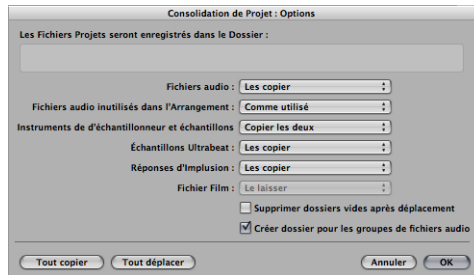 Consolidation de Projet : Options
Les Fichiers Projets seront enregistrés dans le Dossier :
Fichiers audio : Les copier
Fichiers audio inutilisés dans l'Arrangement : Comme utilisé
Instruments de d'échantillonneur et échantillons Copier les deux
Échantillons Ultrabeat : Les copier
Réponses d'Implusion : Les copier
Fichier Film : Le laisser
Supprimer dossiers vides après déplacement
Créer dossier pour les groupes de fichiers audio
Tout copier Tout déplacer Annuler OK